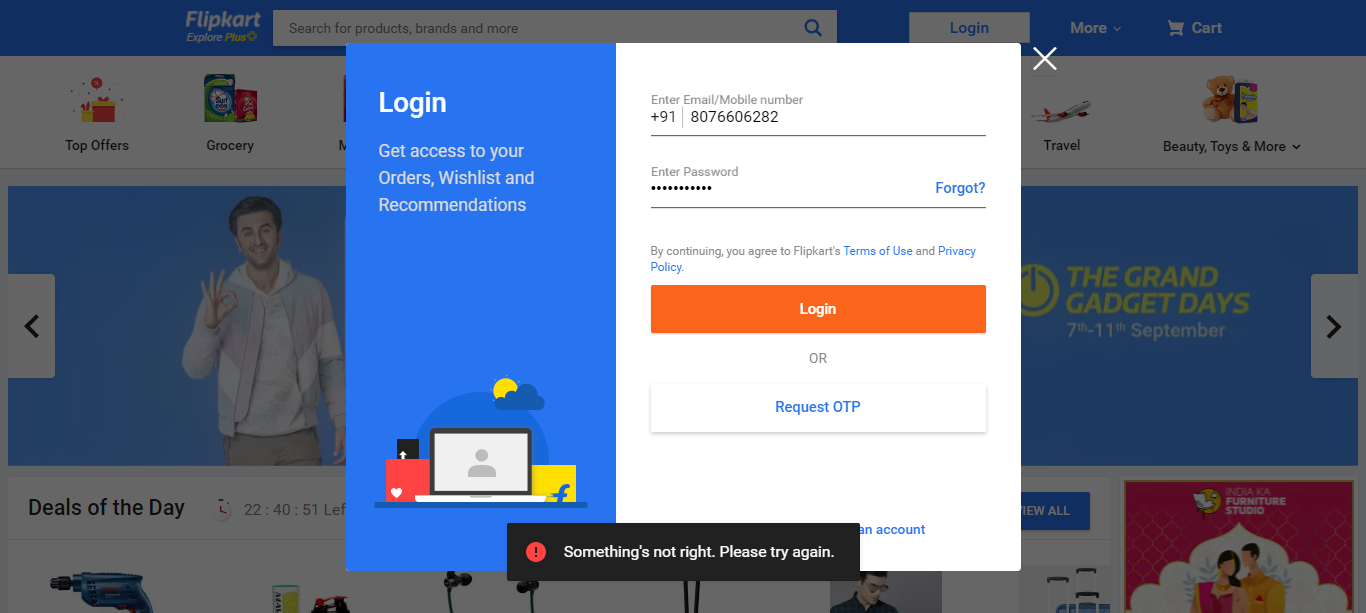 Flipkart
Explore Plus
Search for products, brands and more
Login
More
Cart
Top Offers
Grocery
M
Travel
Beauty, Toys & More
Login
Get access to your
Orders, Wishlist and
Recommendations
Enter Email/Mobile number
+91 8076606282
Enter Password
•••••••••••
Forgot?
By continuing, you agree to Flipkart's Terms of Use and Privacy
Policy.
Login
OR
Request OTP
an account
Something's not right. Please try again.
THE GRAND
GADGET DAYS
7th-11th September
Deals of the Day
22 : 40 : 51 Lef
VIEW ALL
INDIA KA
FURNITURE
STUDIO